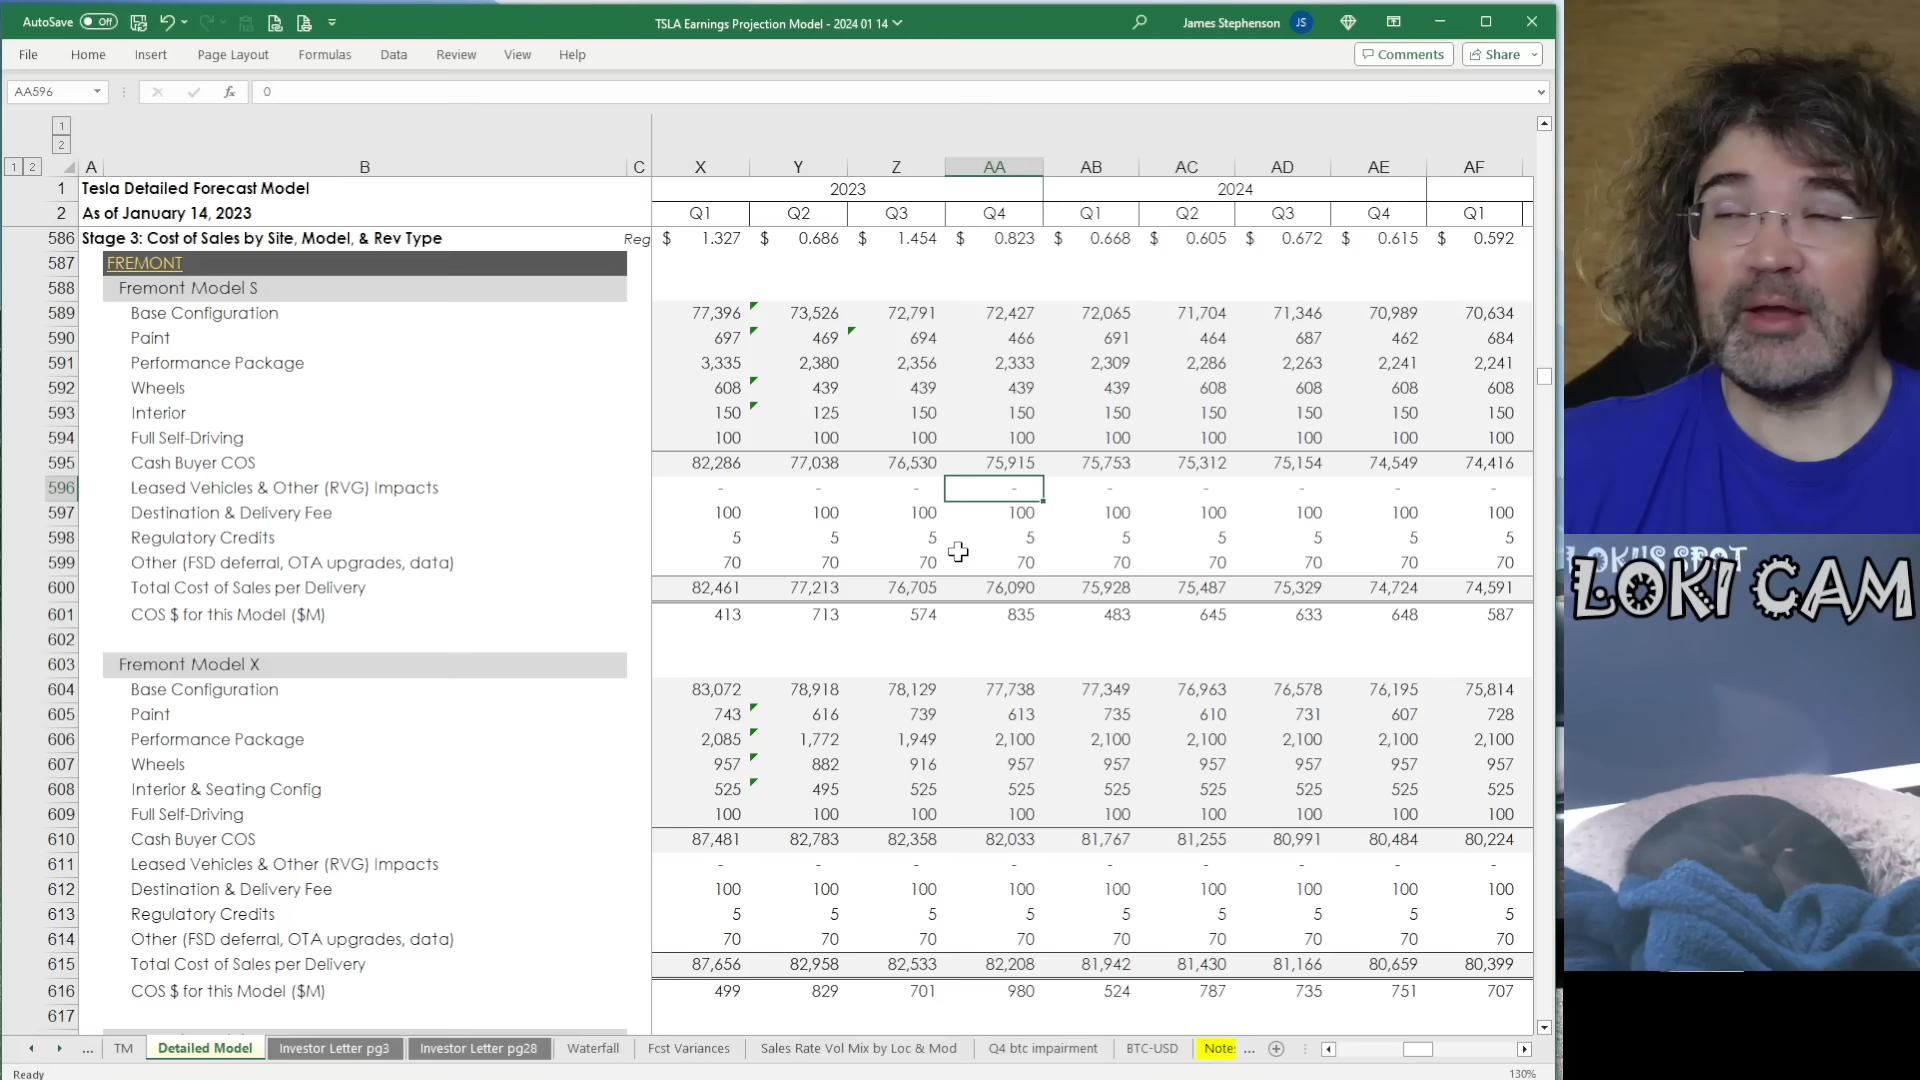 AutoSave Off TSLA Earnings Projection Model - 2024 01 14 James Stephenson JS
File Home Insert Page Layout Formulas Data Review View Help Comments Share
AA596 fx 0
1
2
1 2 A B C X Y Z AA AB AC AD AE AF
1 Tesla Detailed Forecast Model 2023 2024
2 As of January 14, 2023 Q1 Q2 Q3 Q4 Q1 Q2 Q3 Q4 Q1
586 Stage 3: Cost of Sales by Site, Model, & Rev Type Reg $ 1.327 $ 0.686 $ 1.454 $ 0.823 $ 0.668 $ 0.605 $ 0.672 $ 0.615 $ 0.592
587 FREMONT
588 Fremont Model S
589 Base Configuration 77,396 73,526 72,791 72,427 72,065 71,704 71,346 70,989 70,634
590 Paint 697 469 694 466 691 464 687 462 684
591 Performance Package 3,335 2,380 2,356 2,333 2,309 2,286 2,263 2,241 2,241
592 Wheels 608 439 439 439 439 608 608 608 608
593 Interior 150 125 150 150 150 150 150 150 150
594 Full Self-Driving 100 100 100 100 100 100 100 100 100
595 Cash Buyer COS 82,286 77,038 76,530 75,915 75,753 75,312 75,154 74,549 74,416
596 Leased Vehicles & Other (RVG) Impacts - - - - - - - - -
597 Destination & Delivery Fee 100 100 100 100 100 100 100 100 100
598 Regulatory Credits 5 5 5 5 5 5 5 5 5
599 Other (FSD deferral, OTA upgrades, data) 70 70 70 70 70 70 70 70 70
600 Total Cost of Sales per Delivery 82,461 77,213 76,705 76,090 75,928 75,487 75,329 74,724 74,591
601 COS $ for this Model ($M) 413 713 574 835 483 645 633 648 587
602
603 Fremont Model X
604 Base Configuration 83,072 78,918 78,129 77,738 77,349 76,963 76,578 76,195 75,814
605 Paint 743 616 739 613 735 610 731 607 728
606 Performance Package 2,085 1,772 1,949 2,100 2,100 2,100 2,100 2,100 2,100
607 Wheels 957 882 916 957 957 957 957 957 957
608 Interior & Seating Config 525 495 525 525 525 525 525 525 525
609 Full Self-Driving 100 100 100 100 100 100 100 100 100
610 Cash Buyer COS 87,481 82,783 82,358 82,033 81,767 81,255 80,991 80,484 80,224
611 Leased Vehicles & Other (RVG) Impacts - - - - - - - - -
612 Destination & Delivery Fee 100 100 100 100 100 100 100 100 100
613 Regulatory Credits 5 5 5 5 5 5 5 5 5
614 Other (FSD deferral, OTA upgrades, data) 70 70 70 70 70 70 70 70 70
615 Total Cost of Sales per Delivery 87,656 82,958 82,533 82,208 81,942 81,430 81,166 80,659 80,399
616 COS $ for this Model ($M) 499 829 701 980 524 787 735 751 707
617
... TM Detailed Model Investor Letter pg3 Investor Letter pg28 Waterfall Fcst Variances Sales Rate Vol Mix by Loc & Mod Q4 btc impairment BTC-USD Note ...
Ready 130%
LOKI'S SPOT
LOKI CAM